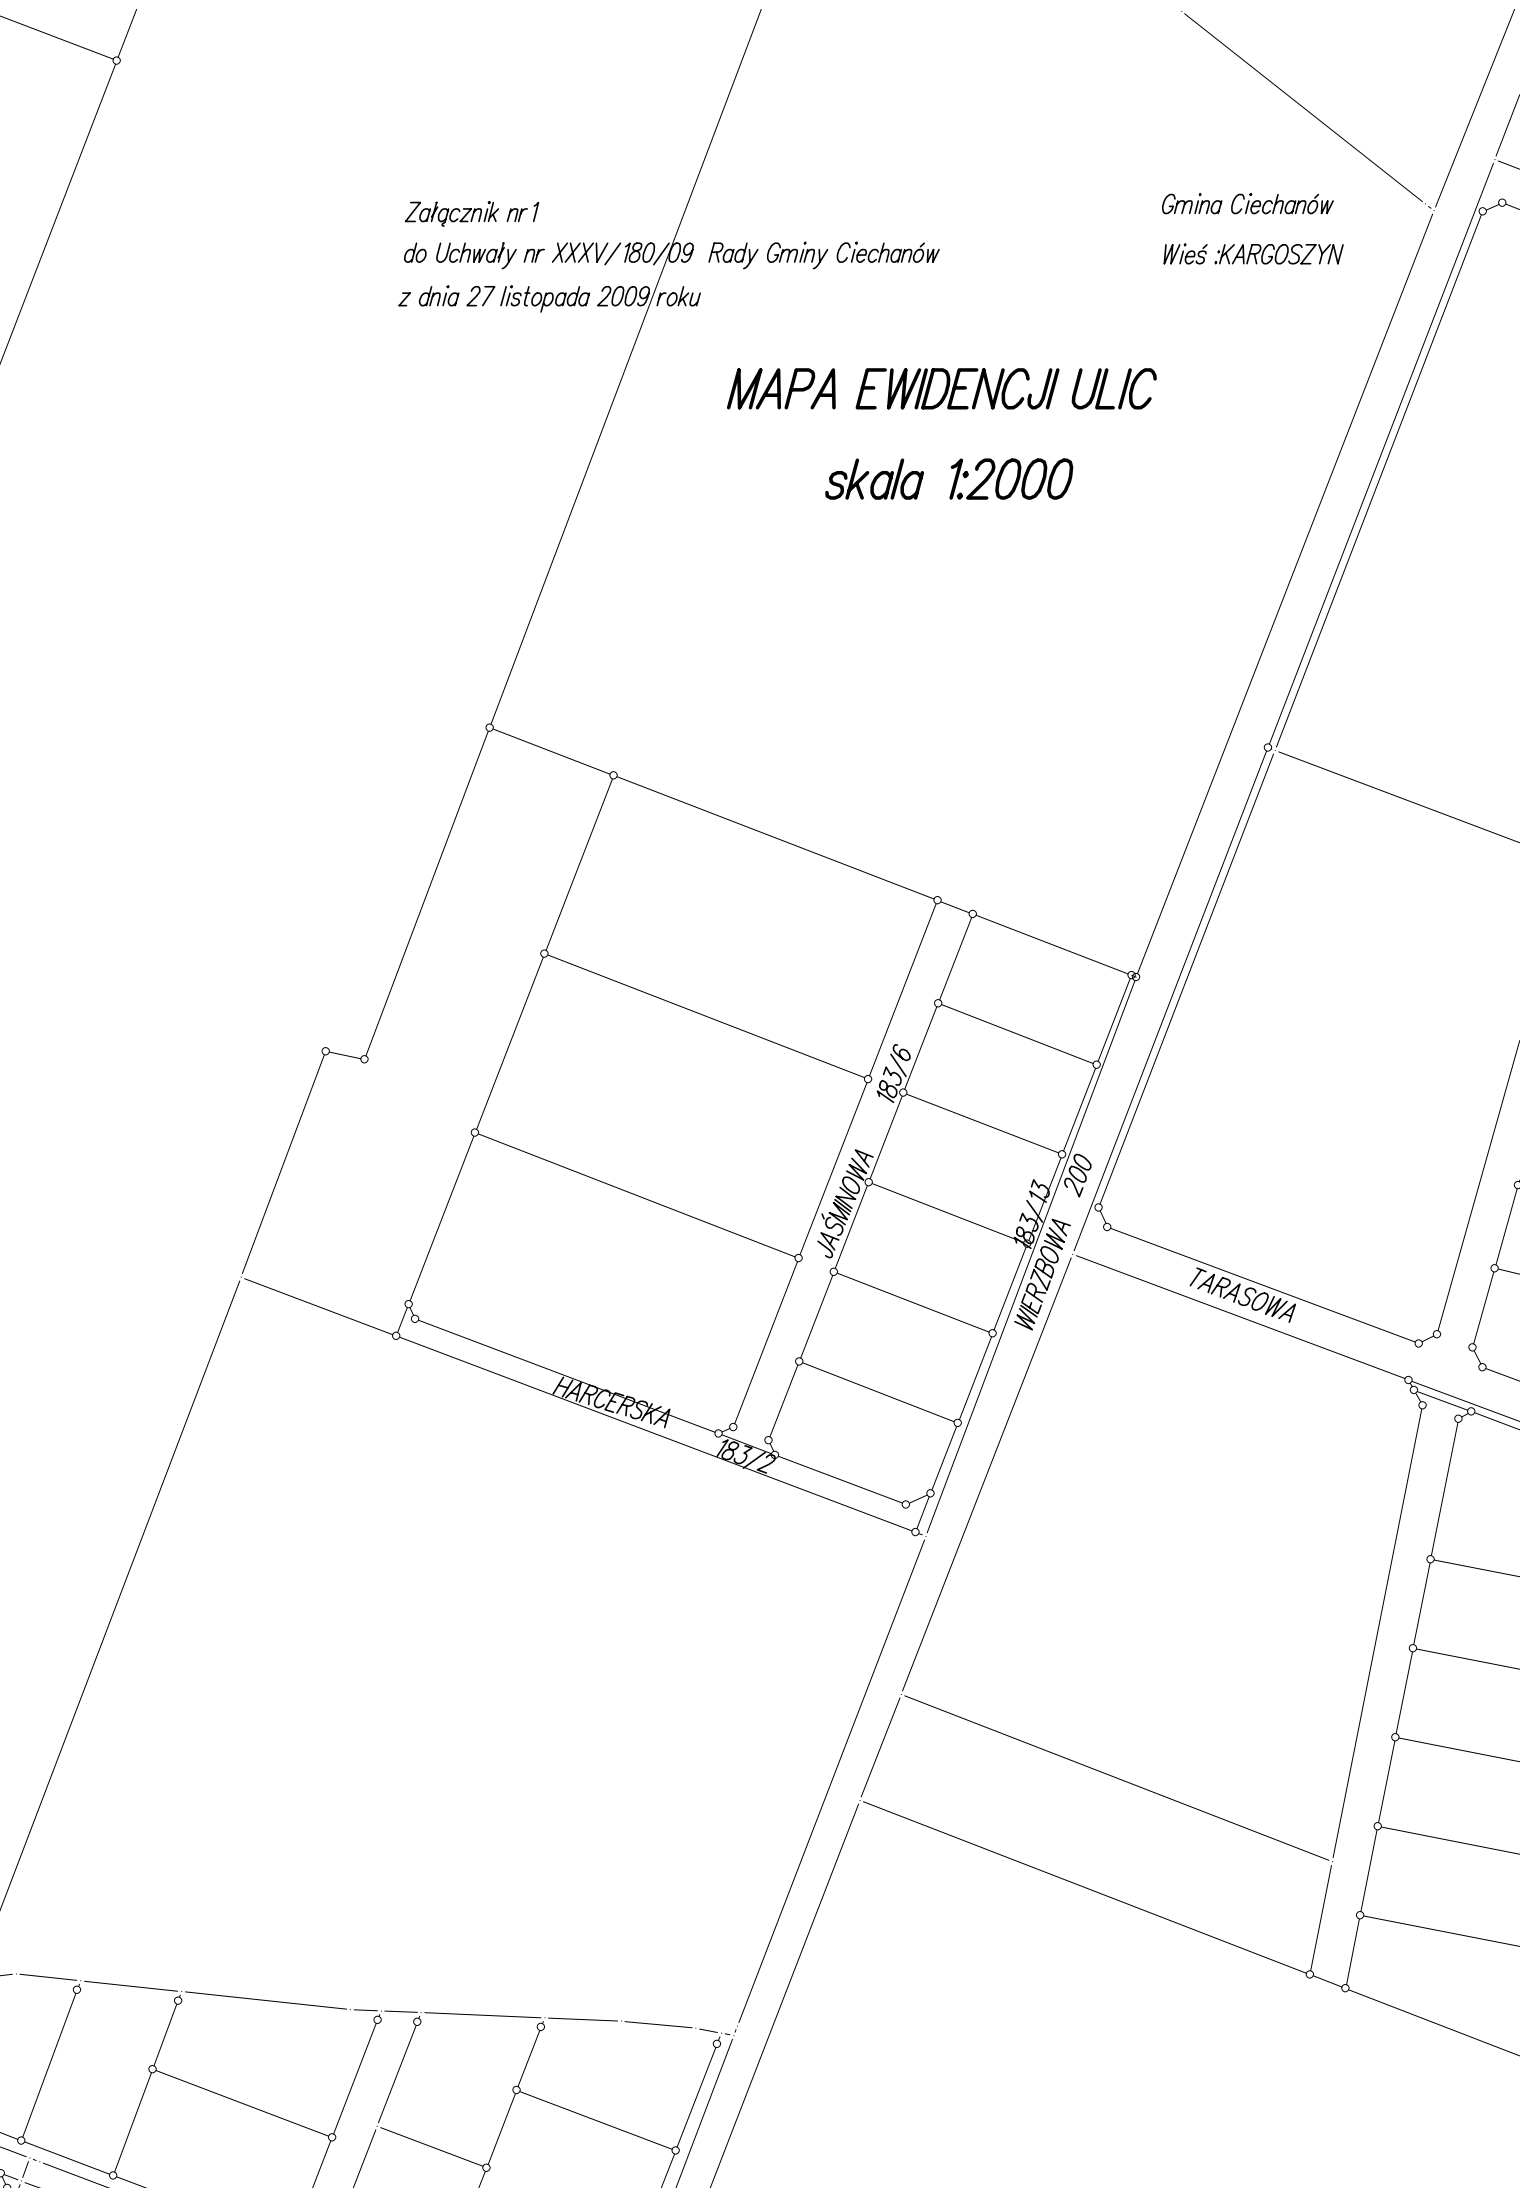 Załącznik nr 1
do Uchwały nr XXXV/180/09 Rady Gminy Ciechanów
z dnia 27 listopada 2009 roku
Gmina Ciechanów
Wieś :KARGOSZYN
MAPA EWIDENCJI ULIC
skala 1:2000
183/6
JAŚMINOWA
183/13
200
WIERZBOWA
TARASOWA
HARCERSKA
183/2